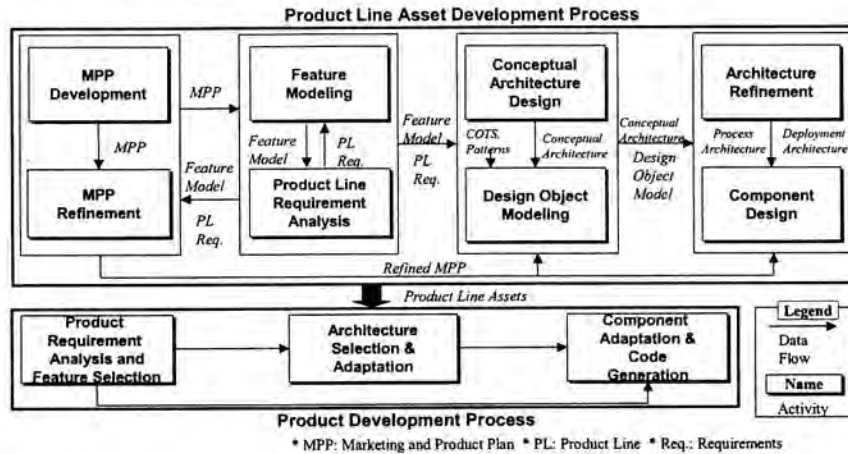 Product Line Asset Development Process
MPP
Development
MPP
MPP
Refinement
MPP
Feature
Model
PL
Req.
Feature
Modeling
Feature
Model
PL
Req.
Product Line
Requirement
Analysis
Feature
Model
PL
Req.
Conceptual
Architecture
Design
COTS,
Patterns
Conceptual
Architecture
Design Object
Modeling
Conceptual
Architecture
Design
Object
Model
Architecture
Refinement
Process
Architecture
Deployment
Architecture
Component
Design
Refined MPP
Product Line Assets
Product
Requirement
Analysis and
Feature Selection
Architecture
Selection &
Adaptation
Component
Adaptation &
Code
Generation
Legend
Data
Flow
Name
Activity
Product Development Process
* MPP: Marketing and Product Plan * PL: Product Line * Req.: Requirements